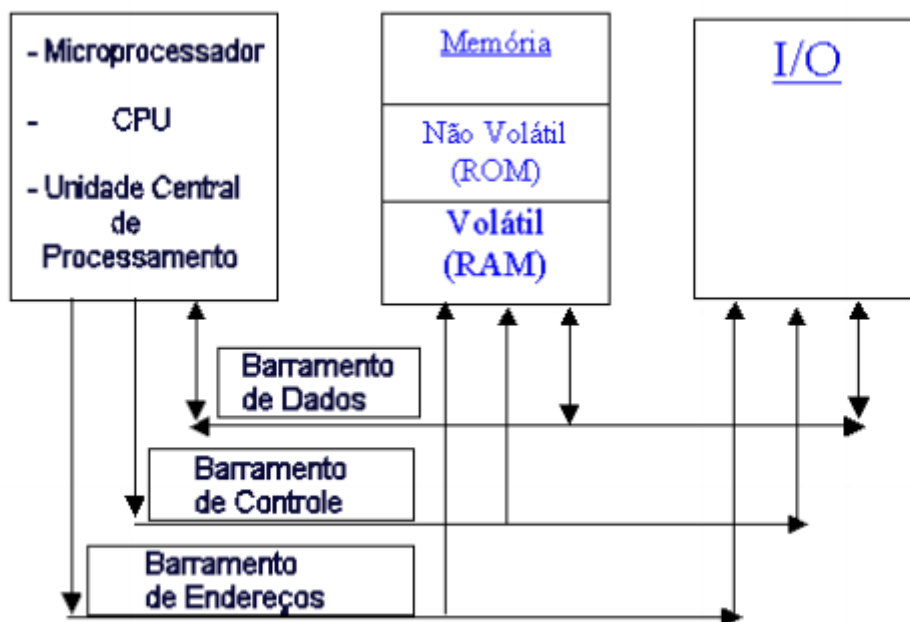 - Microprocessador
- CPU
- Unidade Central
de
Processamento
Memória
Não Volátil
(ROM)
Volátil
(RAM)
I/O
Barramento
de Dados
Barramento
de Controle
Barramento
de Endereços